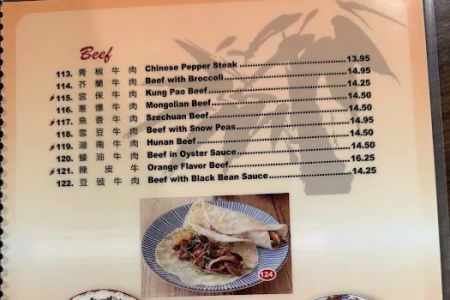 Beef
113. 青椒牛肉 Chinese Pepper Steak 13.95
114. 芥蘭牛肉 Beef with Broccoli 14.95
115. 宮保牛肉 Kung Pao Beef 14.25
116. 蔥爆牛肉 Mongolian Beef 14.50
117. 魚香牛肉 Szechuan Beef 14.50
118. 雪豆牛肉 Beef with Snow Peas 14.95
119. 湖南牛肉 Hunan Beef 14.50
120. 蠔油牛肉 Beef in Oyster Sauce 14.50
121. 陳皮牛 Orange Flavor Beef 16.25
122. 豆豉牛肉 Beef with Black Bean Sauce 14.25
124